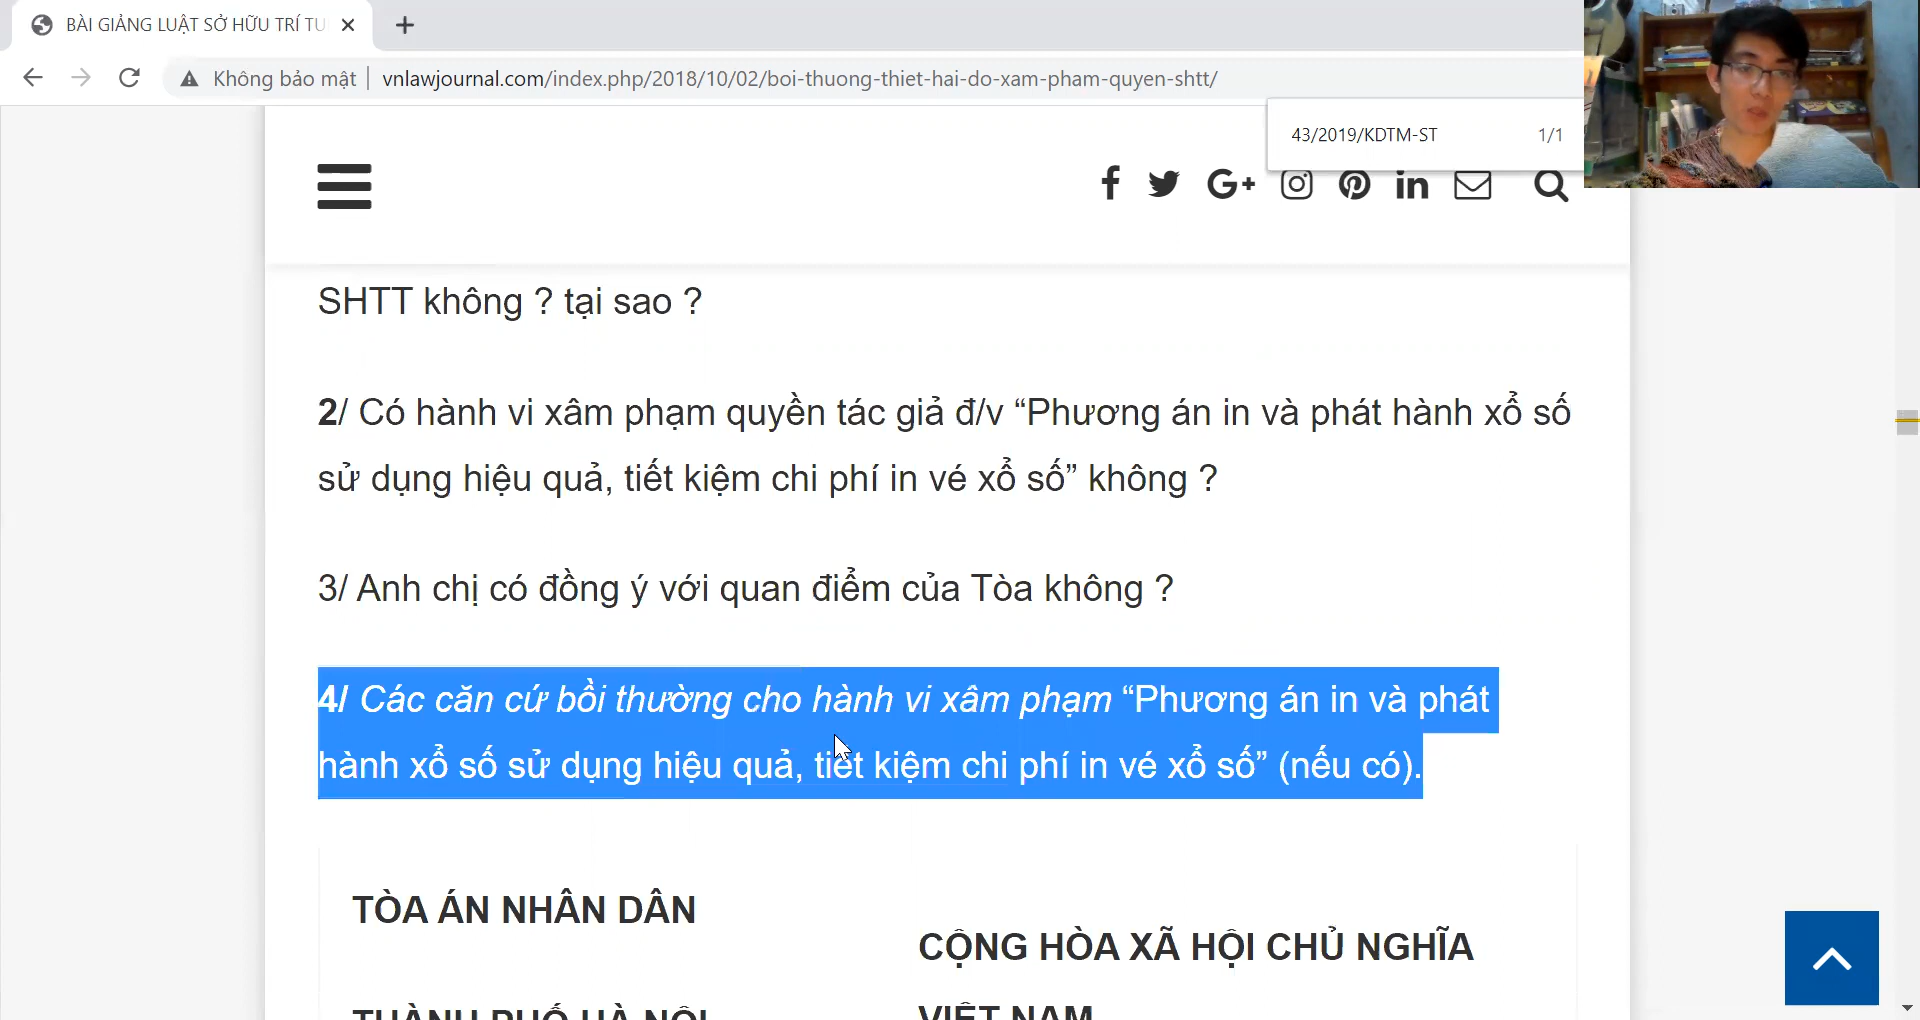 BÀI GIẢNG LUẬT SỞ HỮU TRÍ TU
Không bảo mật vnlawjournal.com/index.php/2018/10/02/boi-thuong-thiet-hai-do-xam-pham-quyen-shtt/
43/2019/KDTM-ST 1/1
SHTT không ? tại sao ?
2/ Có hành vi xâm phạm quyền tác giả đ/v “Phương án in và phát hành xổ số
sử dụng hiệu quả, tiết kiệm chi phí in vé xổ số” không ?
3/ Anh chị có đồng ý với quan điểm của Tòa không ?
4/ Các căn cứ bồi thường cho hành vi xâm phạm “Phương án in và phát
hành xổ số sử dụng hiệu quả, tiết kiệm chi phí in vé xổ số” (nếu có).
TÒA ÁN NHÂN DÂN
CỘNG HÒA XÃ HỘI CHỦ NGHĨA
THÀNH PHỐ HÀ NỘI
VIỆT NAM